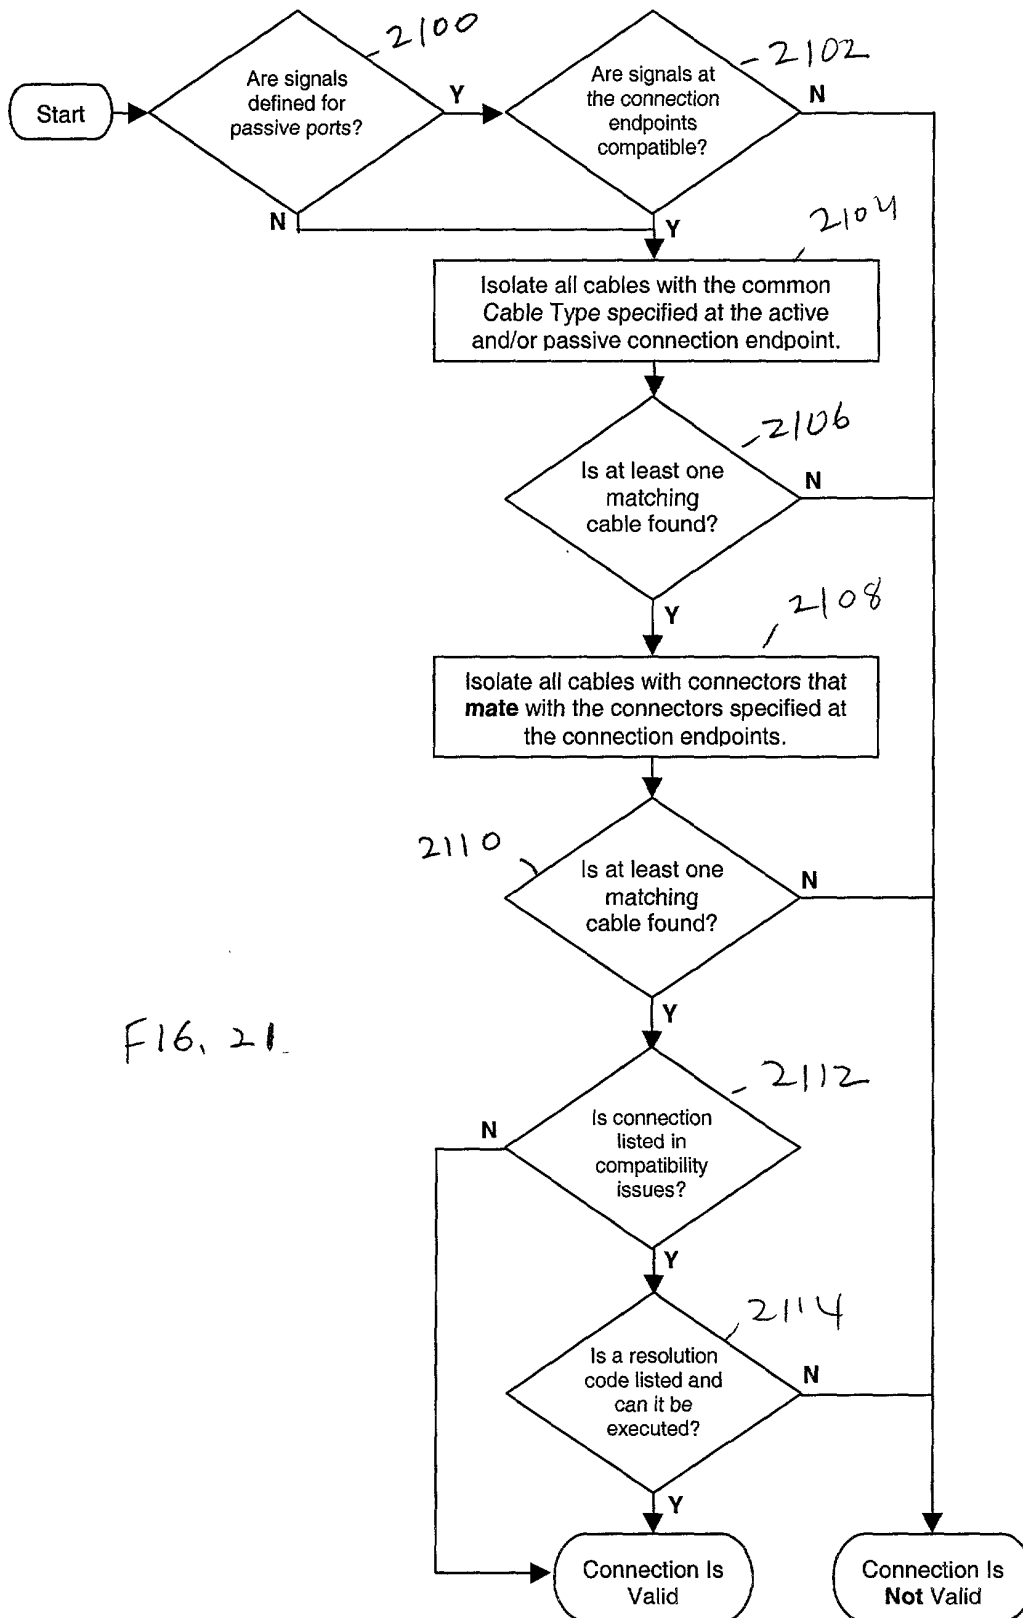 2100
2102
Start
Are signals
defined for
passive ports?
Y
Are signals at
the connection
endpoints
compatible?
N
N
Y
2104
Isolate all cables with the common
Cable Type specified at the active
and/or passive connection endpoint.
2106
Is at least one
matching
cable found?
N
Y
2108
Isolate all cables with connectors that
mate with the connectors specified at
the connection endpoints.
2110
Is at least one
matching
cable found?
N
Y
FIG. 21
2112
N
Is connection
listed in
compatibility
issues?
Y
2114
Is a resolution
code listed and
can it be
executed?
N
Y
Connection Is
Valid
Connection Is
Not Valid